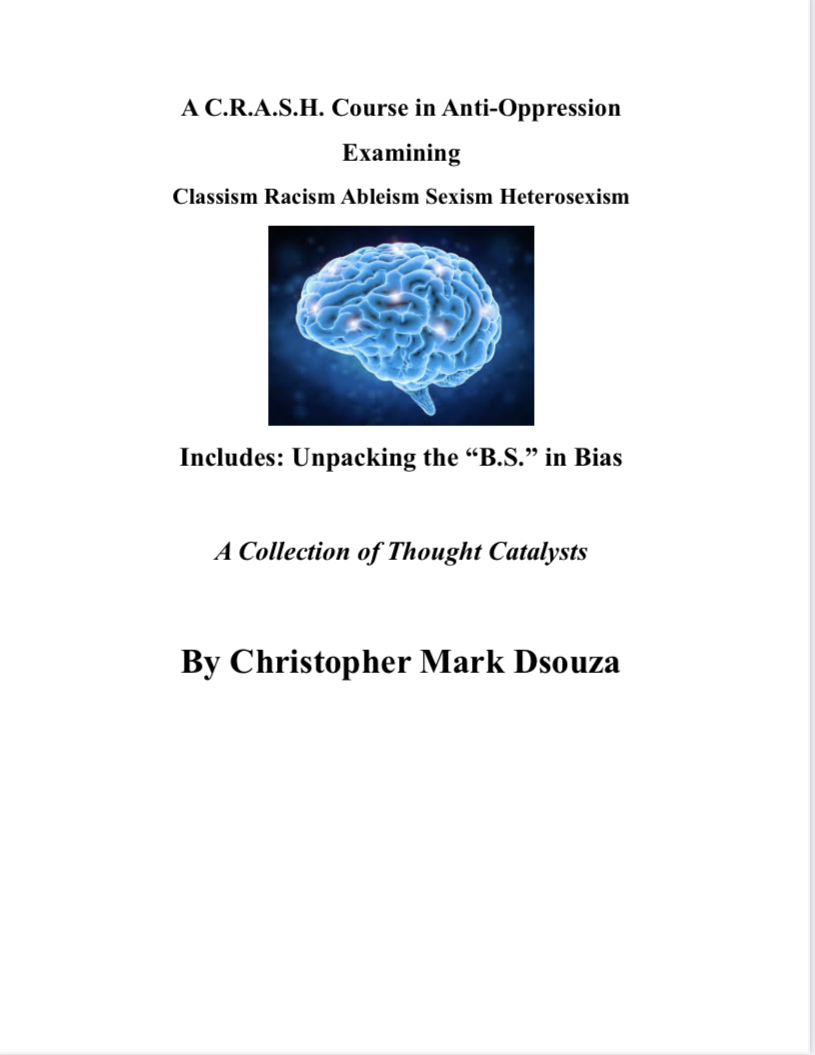 A C.R.A.S.H. Course in Anti-Oppression
Examining
Classism Racism Ableism Sexism Heterosexism
Includes: Unpacking the “B.S.” in Bias
A Collection of Thought Catalysts
By Christopher Mark Dsouza